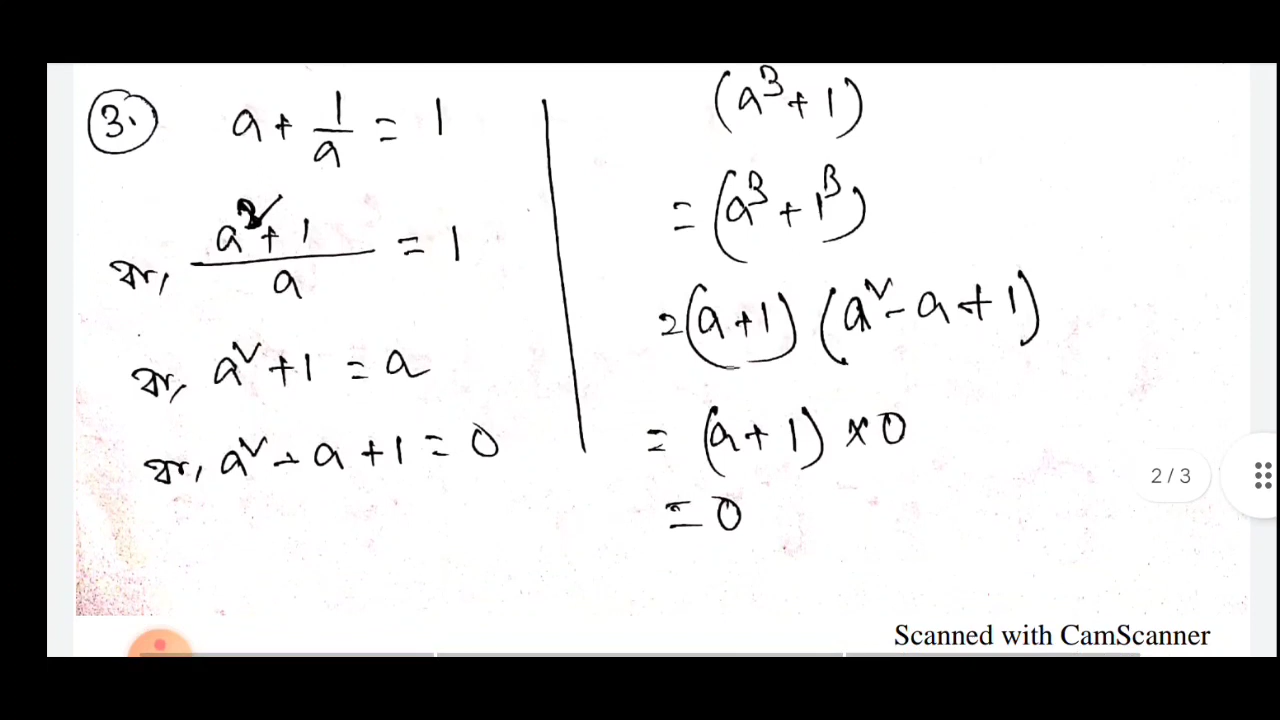 3. a + 1/a = 1
বা, a²+1/a = 1
বা, a² + 1 = a
বা, a² - a + 1 = 0
(a³ + 1)
= (a³ + 1³)
= (a+1) (a² - a + 1)
= (a + 1) × 0
= 0
2 / 3
Scanned with CamScanner